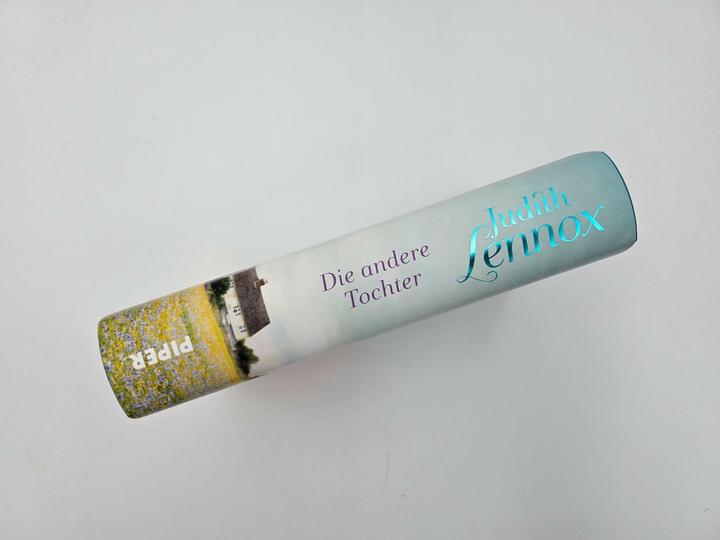 Judith
Lennox
Die andere
Tochter
PIPER